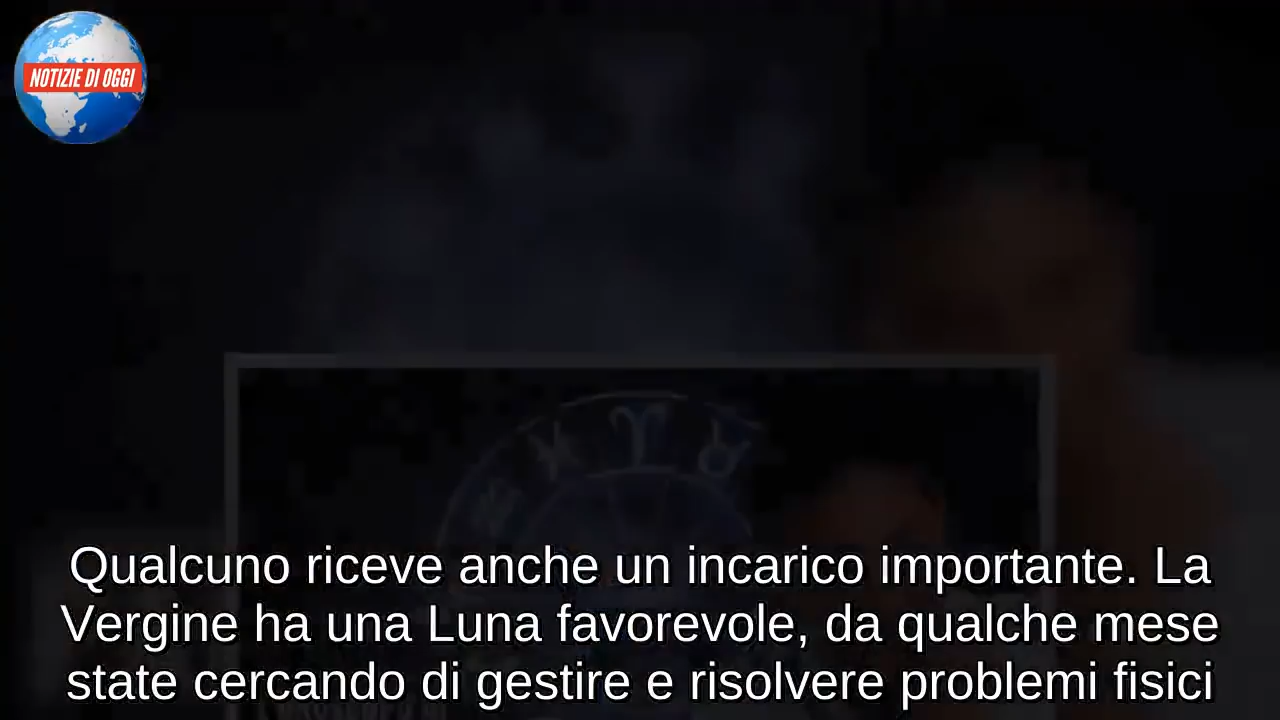 NOTIZIE DI OGGI
Qualcuno riceve anche un incarico importante. La
Vergine ha una Luna favorevole, da qualche mese
state cercando di gestire e risolvere problemi fisici